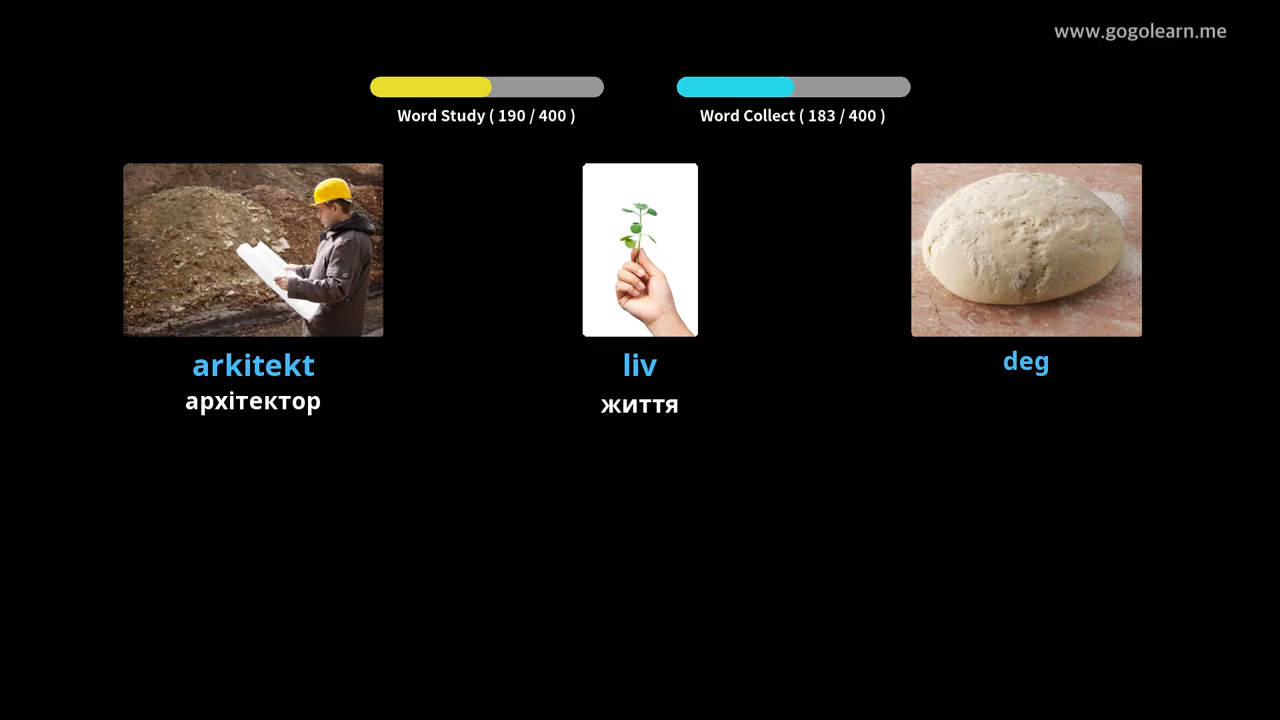 www.gogolearn.me
Word Study ( 190 / 400 )
Word Collect ( 183 / 400 )
arkitekt
архітектор
liv
життя
deg